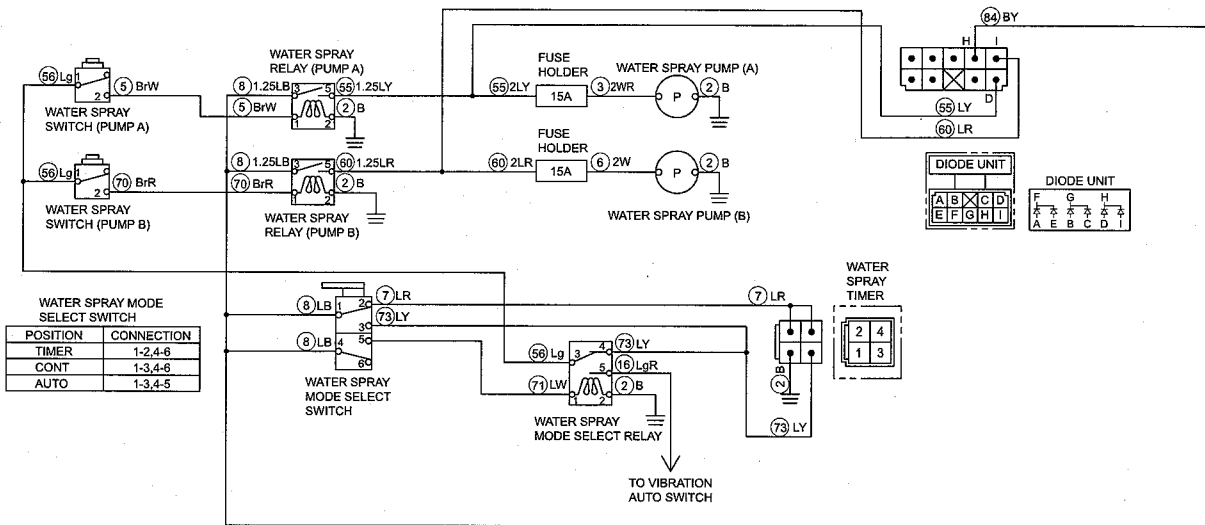 84 BY
H I
D
55 LY
60 LR
WATER SPRAY
RELAY (PUMP A)
56 Lg 1
2
5 BrW
WATER SPRAY
SWITCH (PUMP A)
8 1.25LB 3 5 55 1.25LY
5 BrW 1 2 2 B
FUSE
HOLDER
55 2LY 15A 3 2WR
WATER SPRAY PUMP (A)
P 2 B
56 Lg 1
2
70 BrR
WATER SPRAY
SWITCH (PUMP B)
8 1.25LB 3 5 60 1.25LR
70 BrR 1 2 2 B
WATER SPRAY
RELAY (PUMP B)
FUSE
HOLDER
60 2LR 15A 6 2W
P 2 B
WATER SPRAY PUMP (B)
DIODE UNIT
A B C D
E F G H I
DIODE UNIT
F G H
A E B C D I
WATER SPRAY MODE
SELECT SWITCH
POSITION CONNECTION
TIMER 1-2,4-6
CONT 1-3,4-6
AUTO 1-3,4-5
8 LB 1 2 7 LR
3 73 LY
8 LB 4 5
6
WATER SPRAY
MODE SELECT
SWITCH
56 Lg 3 4 73 LY
5 16 LgR
71 LW 1 2 2 B
WATER SPRAY
MODE SELECT RELAY
TO VIBRATION
AUTO SWITCH
7 LR
2 B
73 LY
WATER
SPRAY
TIMER
2 4
1 3